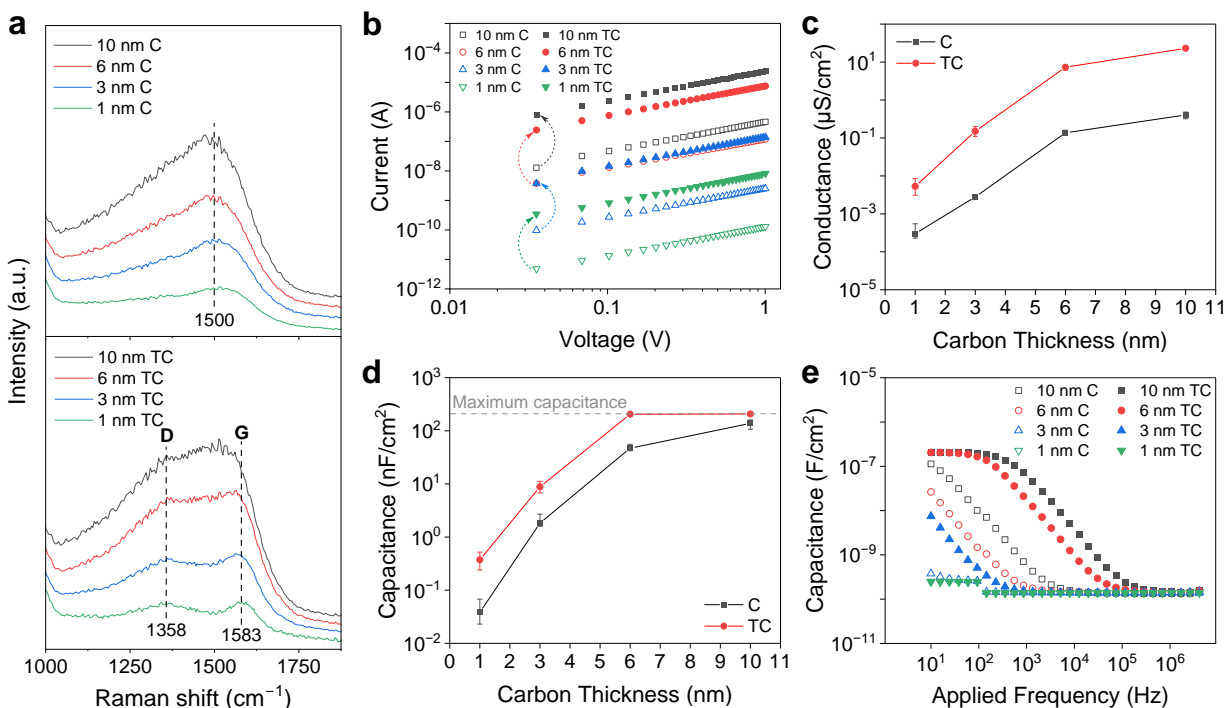 a
10 nm C
6 nm C
3 nm C
1 nm C
1500
10 nm TC
6 nm TC
3 nm TC
1 nm TC
D
G
1358
1583
1000
1250
1500
1750
Raman shift (cm⁻¹)
Intensity (a.u.)
b
10 nm C
10 nm TC
6 nm C
6 nm TC
3 nm C
3 nm TC
1 nm C
1 nm TC
10⁻⁴
10⁻⁶
10⁻⁸
10⁻¹⁰
10⁻¹²
Current (A)
0.01
0.1
1
Voltage (V)
c
C
TC
10¹
10⁻¹
10⁻³
10⁻⁵
Conductance (µS/cm²)
0 1 2 3 4 5 6 7 8 9 10 11
Carbon Thickness (nm)
d
Maximum capacitance
C
TC
10³
10²
10¹
10⁰
10⁻¹
10⁻²
Capacitance (nF/cm²)
0 1 2 3 4 5 6 7 8 9 10 11
Carbon Thickness (nm)
e
10 nm C
10 nm TC
6 nm C
6 nm TC
3 nm C
3 nm TC
1 nm C
1 nm TC
10⁻⁵
10⁻⁷
10⁻⁹
10⁻¹¹
Capacitance (F/cm²)
10¹ 10² 10³ 10⁴ 10⁵ 10⁶
Applied Frequency (Hz)